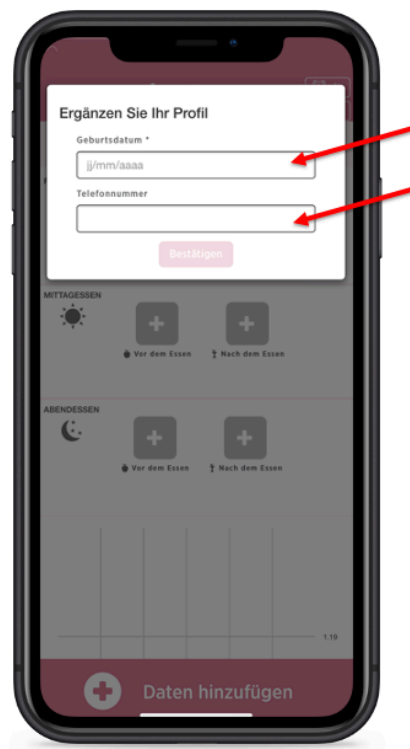 Ergänzen Sie Ihr Profil
Geburtsdatum *
jj/mm/aaaa
Telefonnummer
Bestätigen
MITTAGESSEN
Vor dem Essen Nach dem Essen
ABENDESSEN
Vor dem Essen Nach dem Essen
1.19
Daten hinzufügen